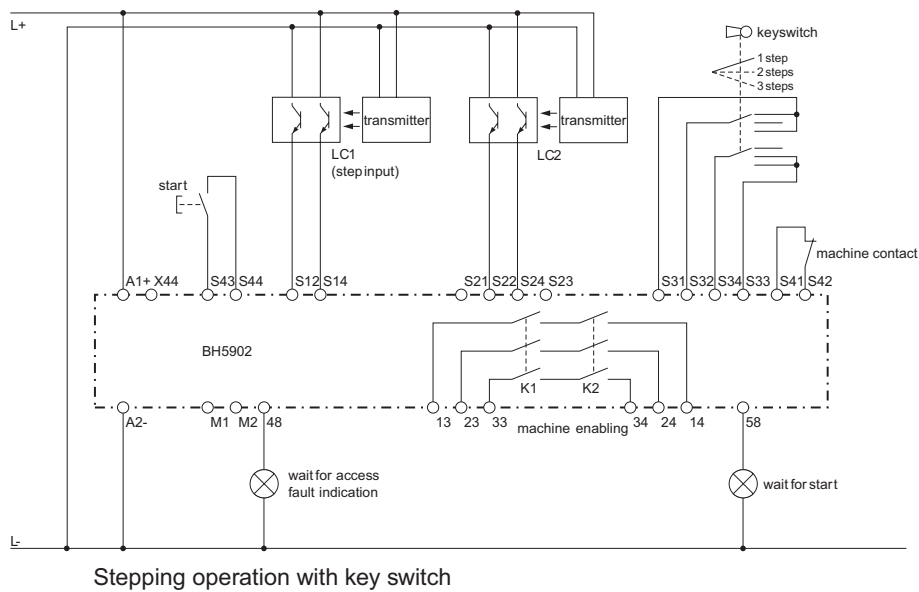 L+
keyswitch
1 step
2 steps
3 steps
transmitter
transmitter
LC1
(step input)
LC2
start
machine contact
A1+ X44 S43 S44 S12 S14 S21 S22 S24 S23 S31 S32 S34 S33 S41 S42
BH5902
K1 K2
A2- M1 M2 48 13 23 33 machine enabling 34 24 14 58
wait for access
fault indication
wait for start
L-
Stepping operation with key switch